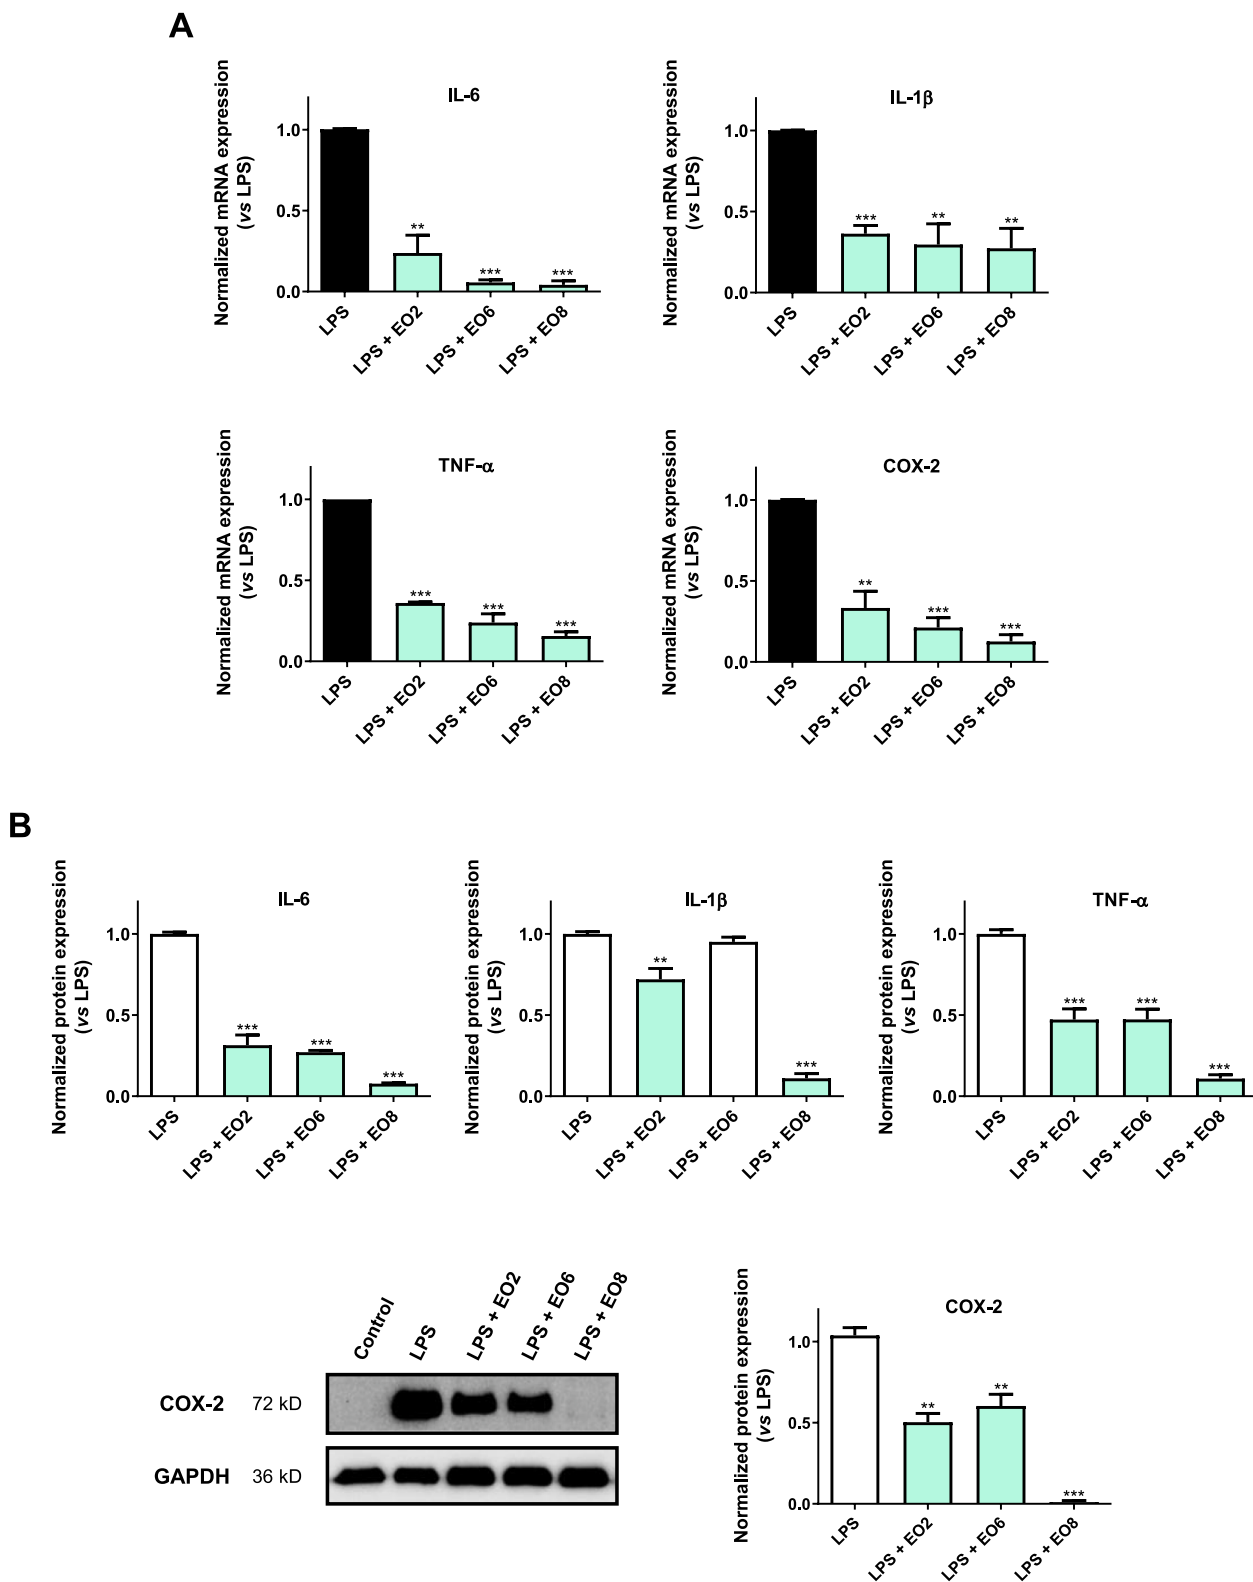 A
IL-6
Normalized mRNA expression
(vs LPS)
1.0
0.5
0.0
**
***
***
LPS
LPS + EO2
LPS + EO6
LPS + EO8
IL-1β
Normalized mRNA expression
(vs LPS)
1.0
0.5
0.0
***
**
**
LPS
LPS + EO2
LPS + EO6
LPS + EO8
TNF-α
Normalized mRNA expression
(vs LPS)
1.0
0.5
0.0
***
***
***
LPS
LPS + EO2
LPS + EO6
LPS + EO8
COX-2
Normalized mRNA expression
(vs LPS)
1.0
0.5
0.0
**
***
***
LPS
LPS + EO2
LPS + EO6
LPS + EO8
B
IL-6
Normalized protein expression
(vs LPS)
1.0
0.5
0.0
***
***
***
LPS
LPS + EO2
LPS + EO6
LPS + EO8
IL-1β
Normalized protein expression
(vs LPS)
1.0
0.5
0.0
**
***
LPS
LPS + EO2
LPS + EO6
LPS + EO8
TNF-α
Normalized protein expression
(vs LPS)
1.0
0.5
0.0
***
***
***
LPS
LPS + EO2
LPS + EO6
LPS + EO8
Control
LPS
LPS + EO2
LPS + EO6
LPS + EO8
COX-2 72 kD
GAPDH 36 kD
COX-2
Normalized protein expression
(vs LPS)
1.0
0.5
0.0
**
**
***
LPS
LPS + EO2
LPS + EO6
LPS + EO8